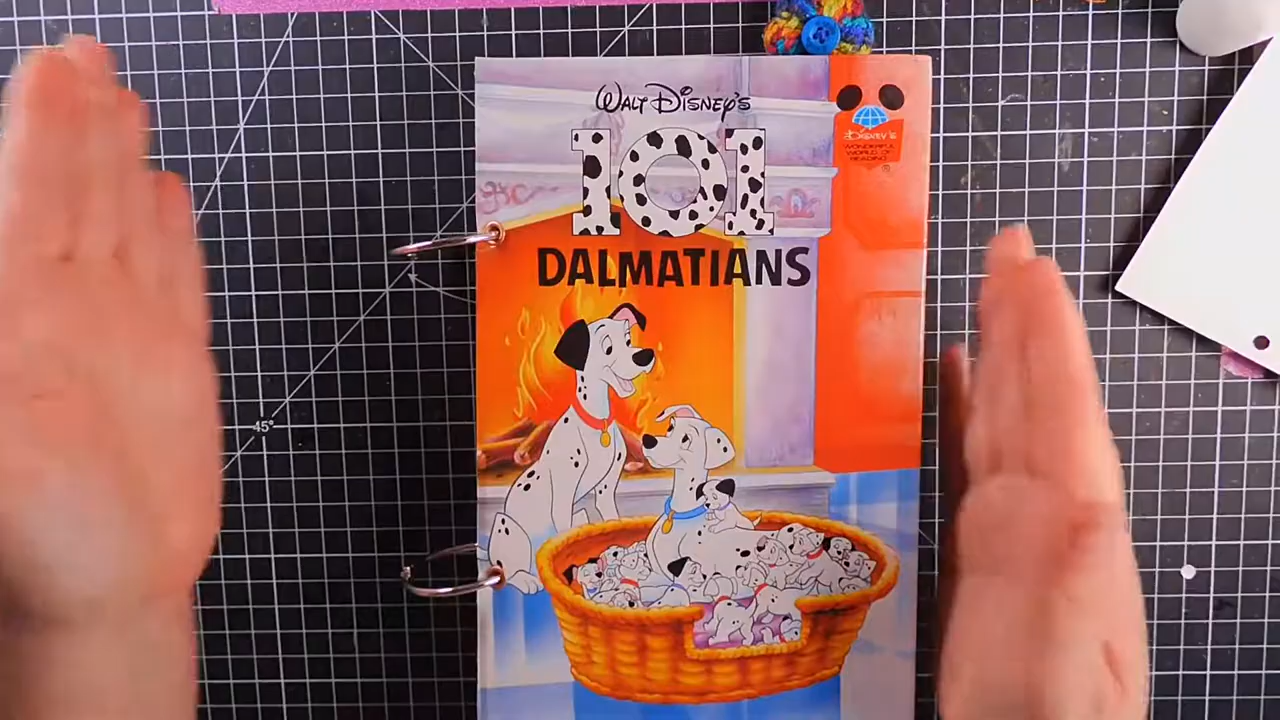 WALT DISNEY'S
101
DALMATIANS
DISNEY'S
WONDERFUL
WORLD OF
READING
®
45°